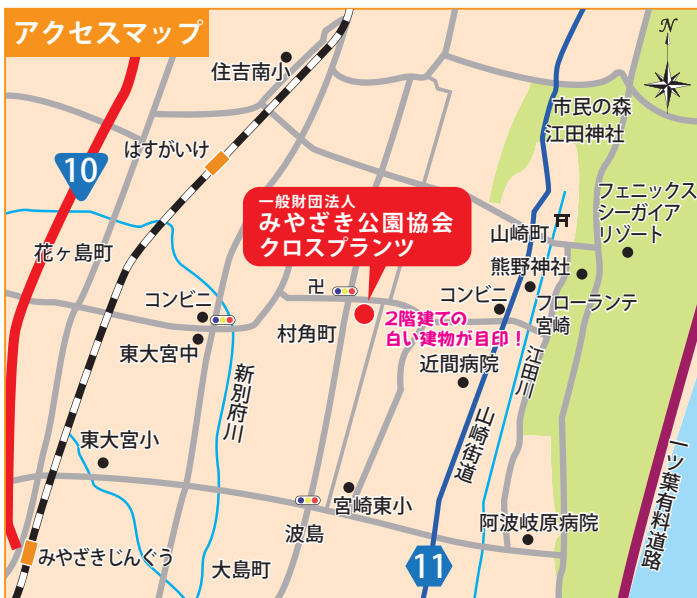 アクセスマップ
N
住吉南小
市民の森
江田神社
はすがいけ
10
一般財団法人
みやざき公園協会
クロスプランツ
フェニックス
シーガイア
リゾート
花ヶ島町
山崎町
熊野神社
卍
コンビニ
コンビニ
フローランテ
宮崎
2階建ての
白い建物が目印!
村角町
東大宮中
近間病院
江田川
新別府川
山崎街道
東大宮小
一ツ葉有料道路
宮崎東小
阿波岐原病院
波島
みやざきじんぐう
大島町
11